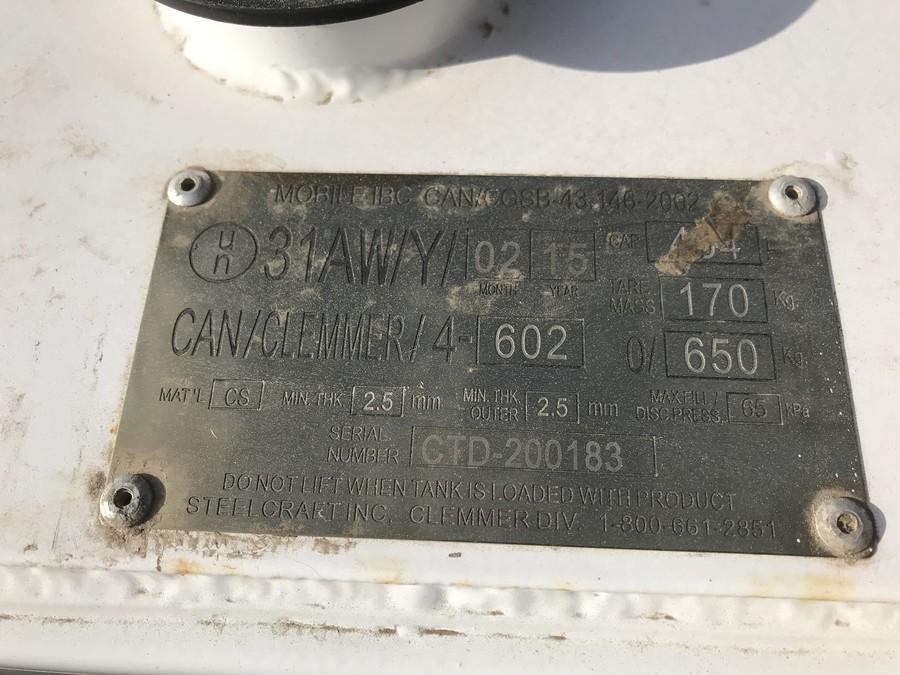 MOBILE IBC CAN/CGSB-43.146-2002
un 31AW/Y/ 02 15 CAP. L
MONTH YEAR
TARE MASS 170 Kg
CAN/CLEMMER/4- 602 0/ 650 Kg
MAT'L CS MIN. THK 2.5 mm MIN. THK OUTER 2.5 mm MAX.FILL/ DISC.PRESS. 65 kPa
SERIAL NUMBER CTD-200183
DO NOT LIFT WHEN TANK IS LOADED WITH PRODUCT
STEELCRAFT INC. CLEMMER DIV. 1-800-661-2851